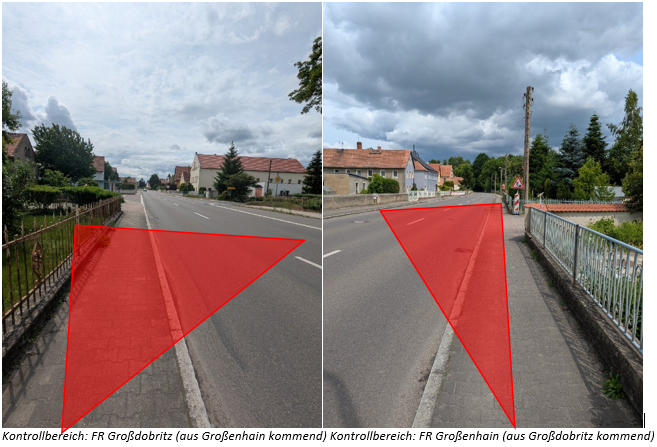 Kontrollbereich: FR Großdobritz (aus Großenhain kommend)
Kontrollbereich: FR Großenhain (aus Großdobritz kommend)